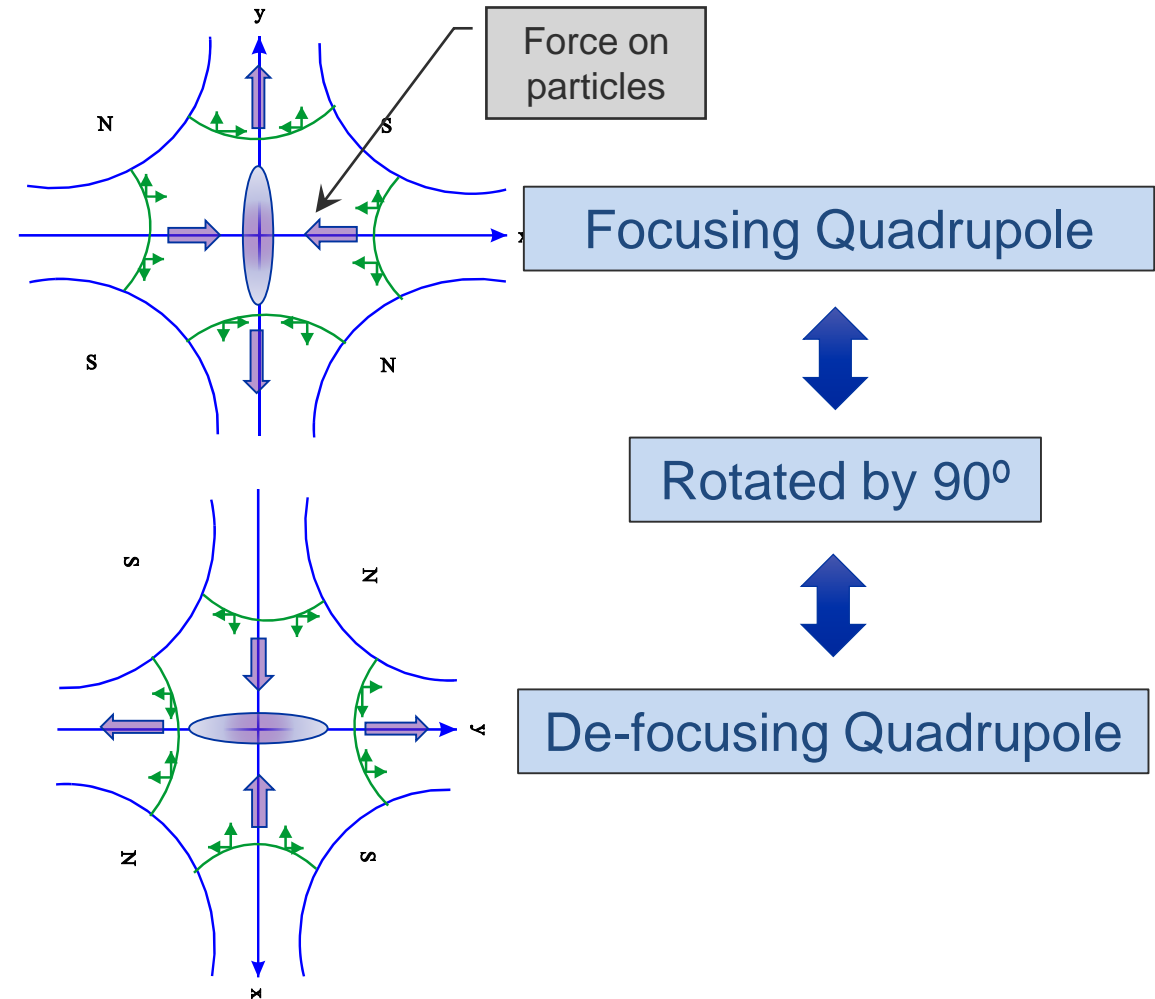 y
Force on
particles
N
S
x
Focusing Quadrupole
S
N
Rotated by 90º
S
N
y
De-focusing Quadrupole
N
S
x